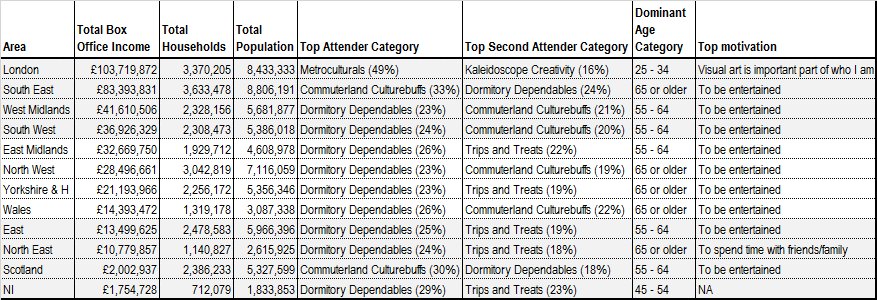 Dominant
Total Box Total Total Age
Area Office Income Households Population Top Attender Category Top Second Attender Category Category Top motivation
London £103,719,872 3,370,205 8,433,333 Metroculturals (49%) Kaleidoscope Creativity (16%) 25 - 34 Visual art is important part of who I am
South East £83,393,831 3,633,478 8,806,191 Commuterland Culturebuffs (33%) Dormitory Dependables (24%) 65 or older To be entertained
West Midlands £41,610,506 2,328,156 5,681,877 Dormitory Dependables (23%) Commuterland Culturebuffs (21%) 55 - 64 To be entertained
South West £36,926,329 2,308,473 5,386,018 Dormitory Dependables (24%) Commuterland Culturebuffs (20%) 55 - 64 To be entertained
East Midlands £32,669,750 1,929,712 4,608,978 Dormitory Dependables (26%) Trips and Treats (22%) 55 - 64 To be entertained
North West £28,496,661 3,042,819 7,116,059 Dormitory Dependables (23%) Commuterland Culturebuffs (19%) 65 or older To be entertained
Yorkshire & H £21,193,966 2,256,172 5,356,346 Dormitory Dependables (23%) Trips and Treats (19%) 65 or older To be entertained
Wales £14,393,472 1,319,178 3,087,338 Dormitory Dependables (26%) Commuterland Culturebuffs (22%) 65 or older To be entertained
East £13,499,625 2,478,583 5,966,396 Dormitory Dependables (25%) Trips and Treats (19%) 55 - 64 To be entertained
North East £10,779,857 1,140,827 2,615,925 Dormitory Dependables (24%) Trips and Treats (18%) 65 or older To spend time with friends/family
Scotland £2,002,937 2,386,233 5,327,599 Commuterland Culturebuffs (30%) Dormitory Dependables (18%) 55 - 64 To be entertained
NI £1,754,728 712,079 1,833,853 Dormitory Dependables (29%) Trips and Treats (23%) 45 - 54 NA